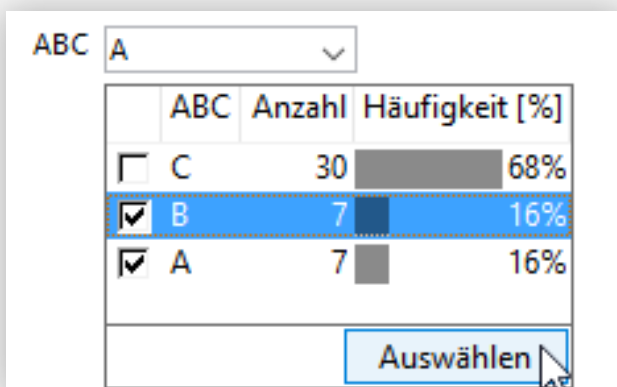 ABC A
ABC Anzahl Häufigkeit [%]
C 30 68%
B 7 16%
A 7 16%
Auswählen